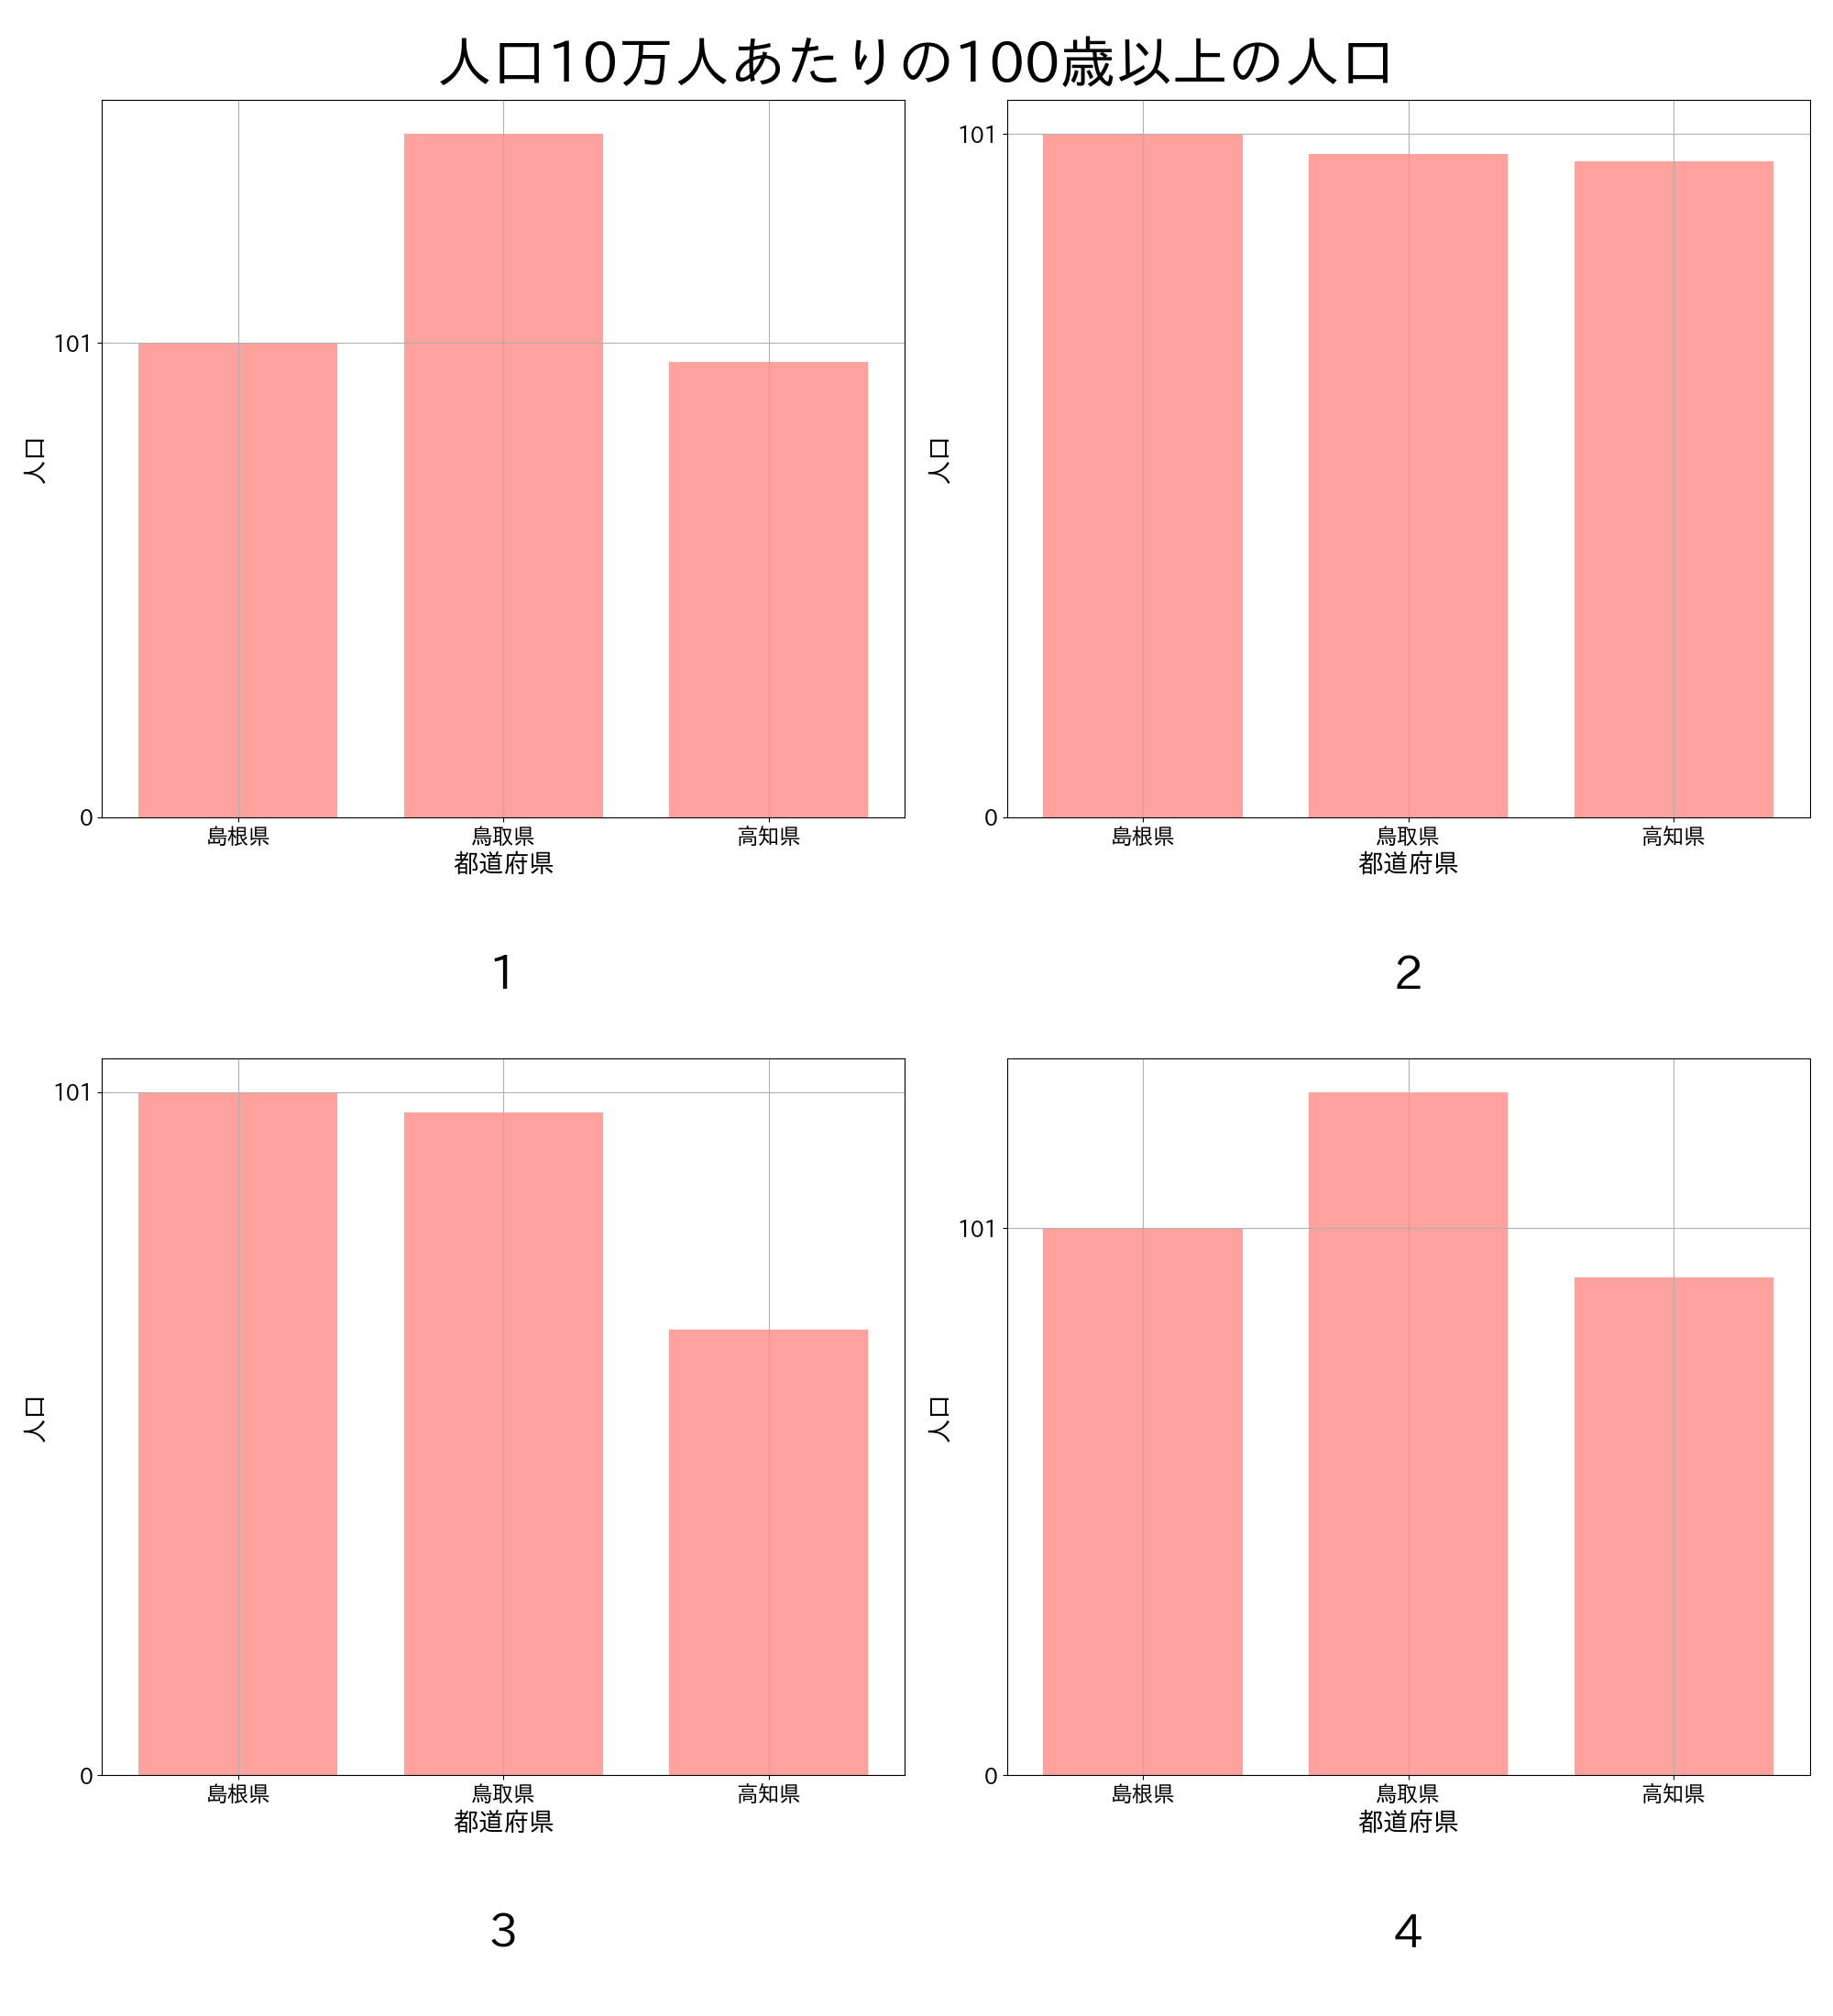 人口10万人あたりの100歳以上の人口
101
0
人口
島根県 鳥取県 高知県
都道府県
1
101
0
人口
島根県 鳥取県 高知県
都道府県
2
101
0
人口
島根県 鳥取県 高知県
都道府県
3
101
0
人口
島根県 鳥取県 高知県
都道府県
4